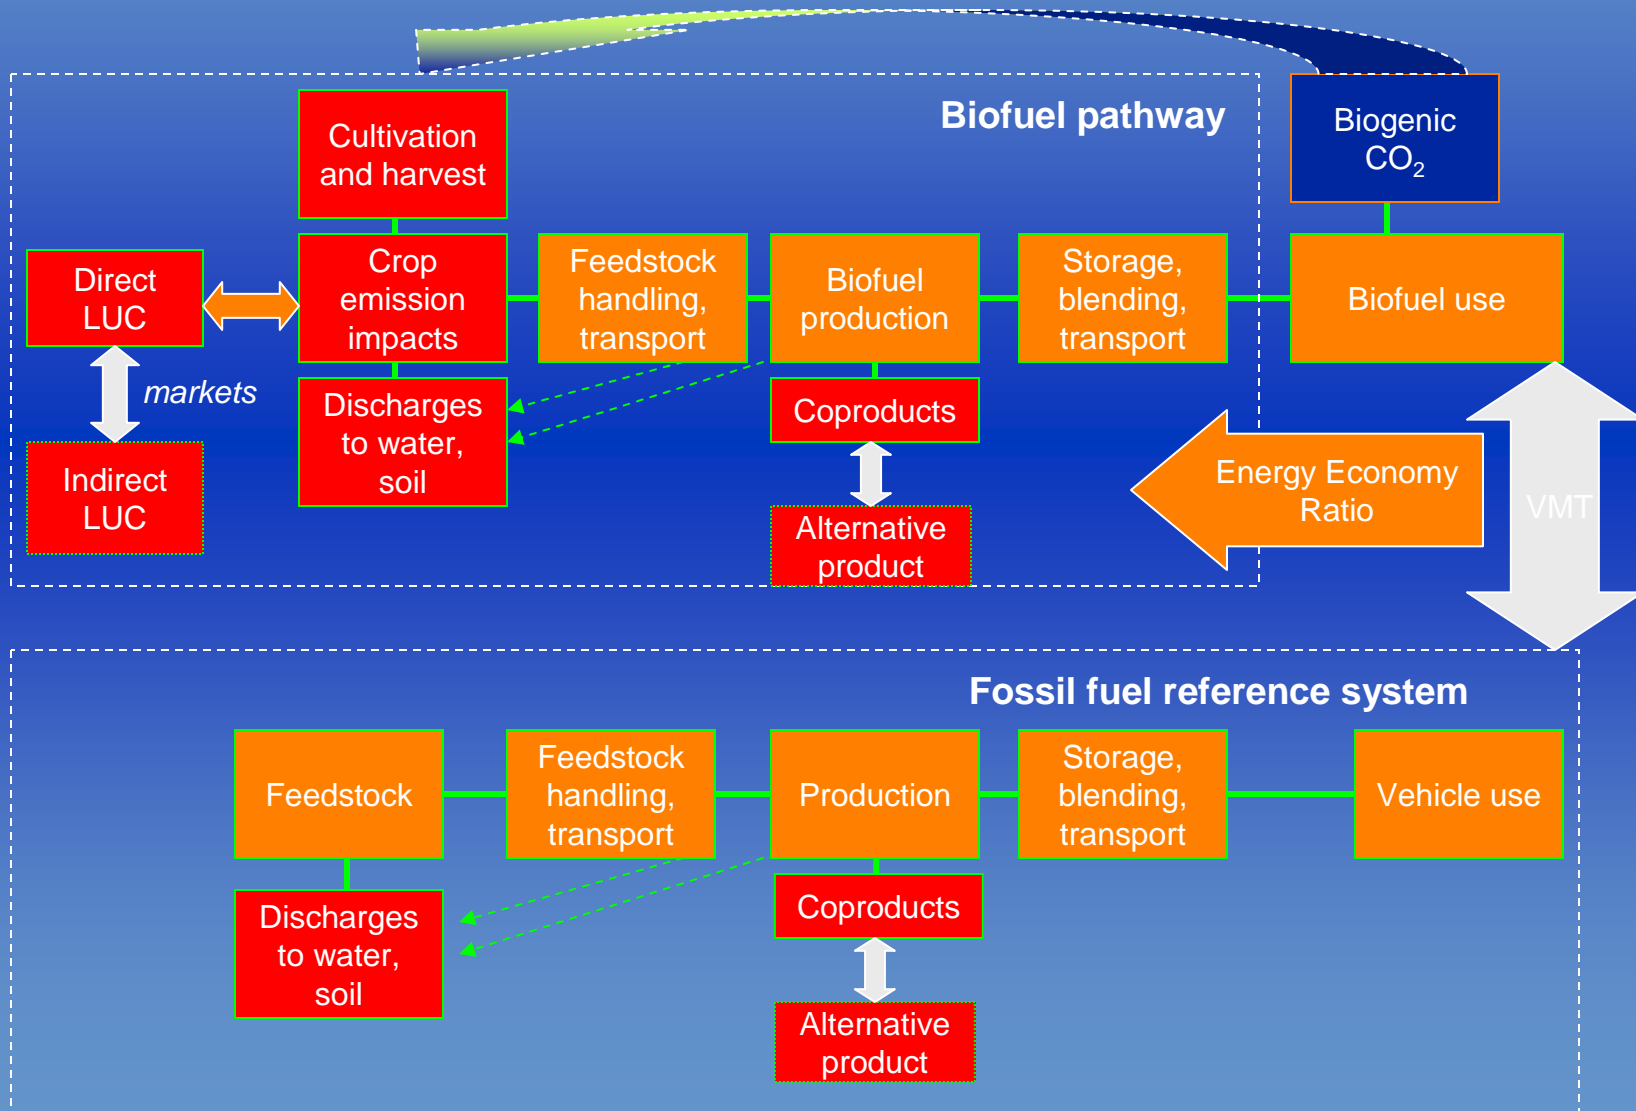 Biofuel pathway
Biogenic
CO₂
Cultivation
and harvest
Direct
LUC
Crop
emission
impacts
Feedstock
handling,
transport
Biofuel
production
Storage,
blending,
transport
Biofuel use
markets
Discharges
to water,
soil
Coproducts
Indirect
LUC
Alternative
product
Energy Economy
Ratio
VMT
Fossil fuel reference system
Feedstock
Feedstock
handling,
transport
Production
Storage,
blending,
transport
Vehicle use
Discharges
to water,
soil
Coproducts
Alternative
product